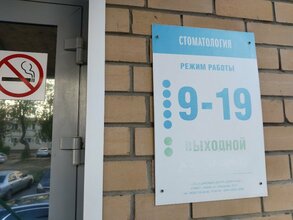 СТОМАТОЛОГИЯ
РЕЖИМ РАБОТЫ
9-19
ВЫХОДНОЙ